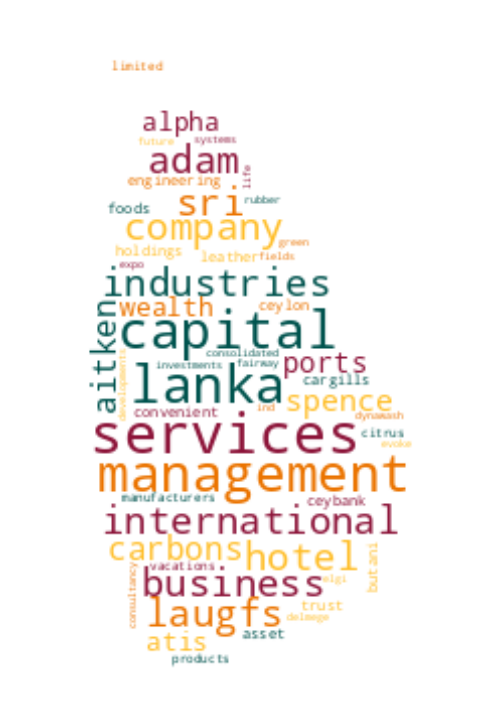 limited
alpha
future systems
adam
engineering life
foods sri rubber
company
green
holdings leather fields
expo
industries
wealth ceylon
aitken
capital
consolidated
developments
investments fairway ports
lanka cargills
spence
convenient ind dynawash
services citrus
evoke
management
manufacturers ceybank
international
carbons hotel
butani
vacations
consultancy
business elgi
laugfs trust
delmege
atis asset
products